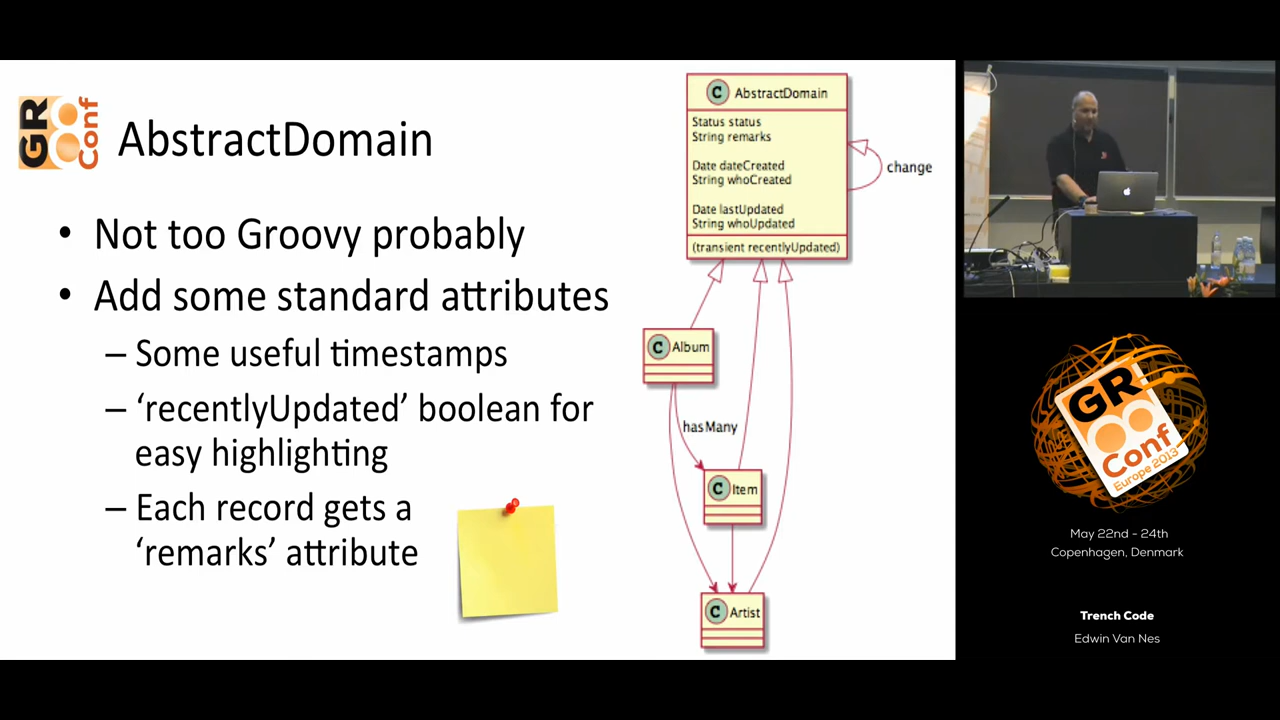 GR8 Conf
AbstractDomain
• Not too Groovy probably
• Add some standard attributes
– Some useful timestamps
– ‘recentlyUpdated’ boolean for
easy highlighting
– Each record gets a
‘remarks’ attribute
C AbstractDomain
Status status
String remarks
Date dateCreated
String whoCreated
Date lastUpdated
String whoUpdated
(transient recentlyUpdated)
change
C Album
hasMany
C Item
C Artist
GR8 Conf
Europe 2013
May 22nd - 24th
Copenhagen, Denmark
Trench Code
Edwin Van Nes